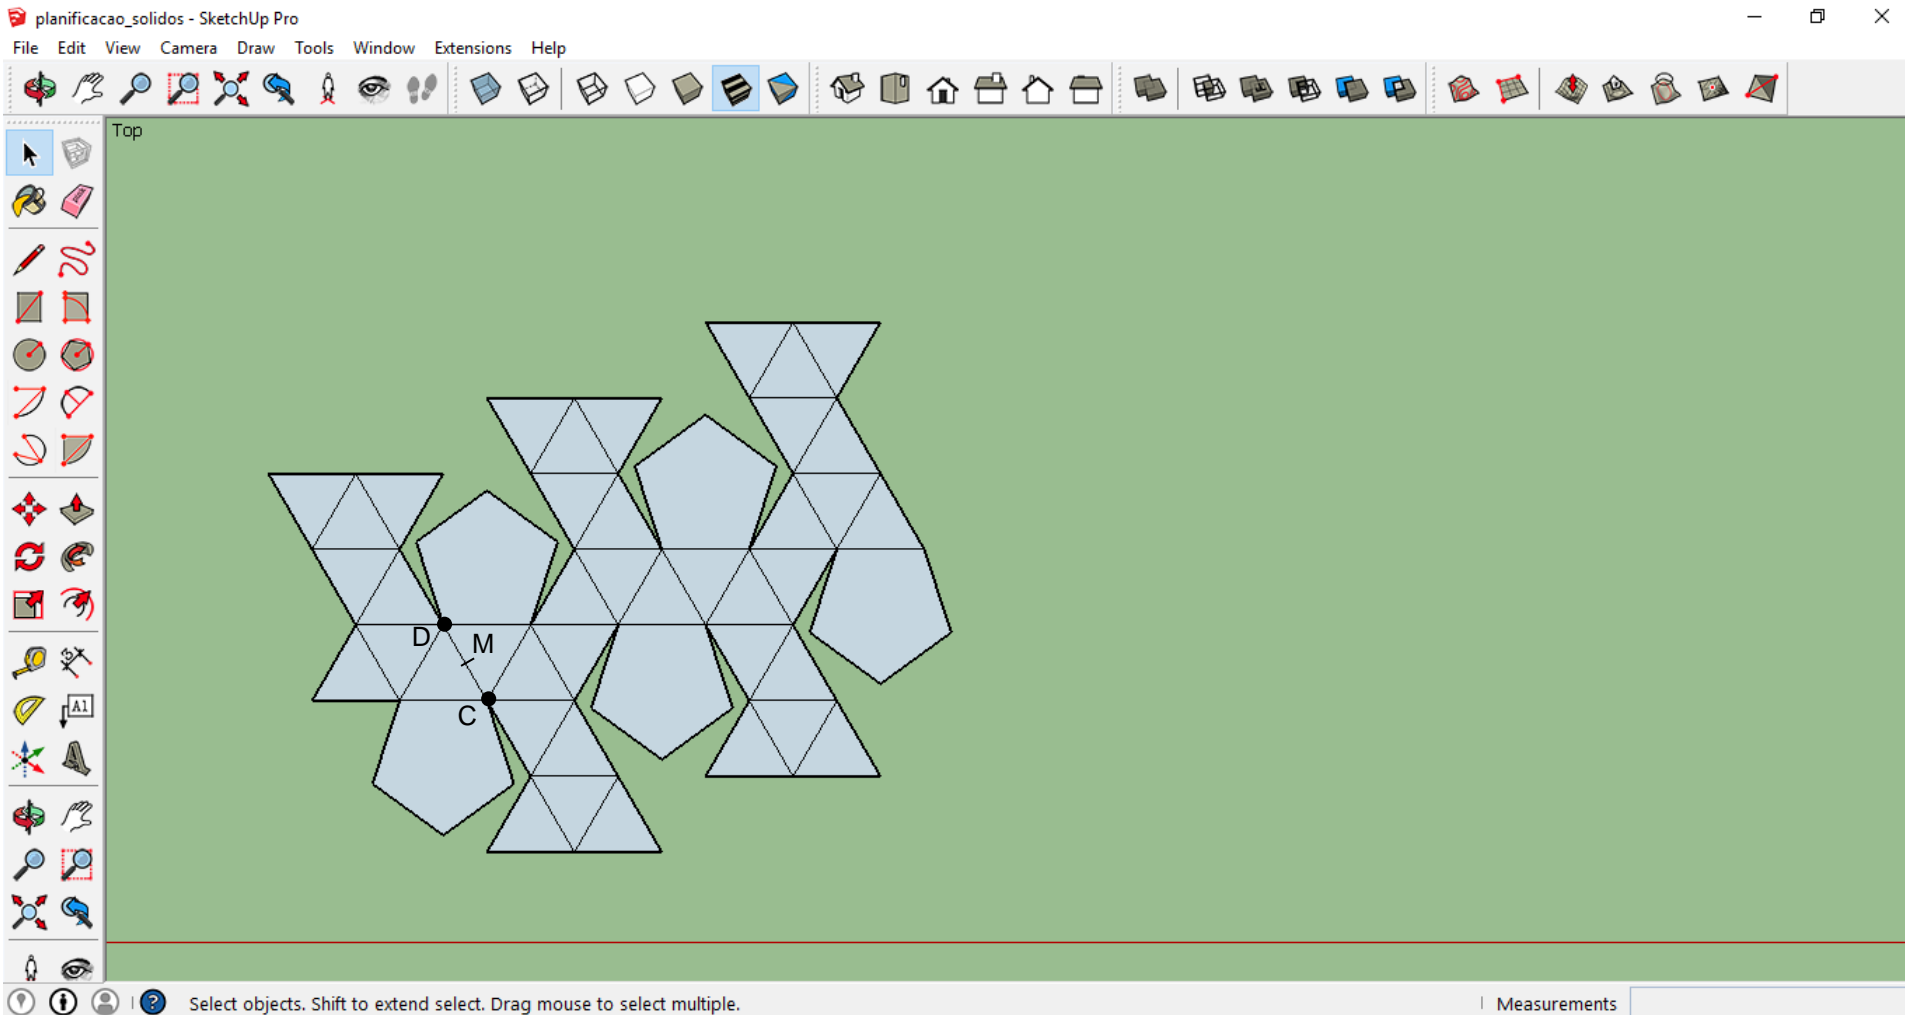 planificacao_solidos - SketchUp Pro
File Edit View Camera Draw Tools Window Extensions Help
Top
D
M
C
A1
Select objects. Shift to extend select. Drag mouse to select multiple.
Measurements